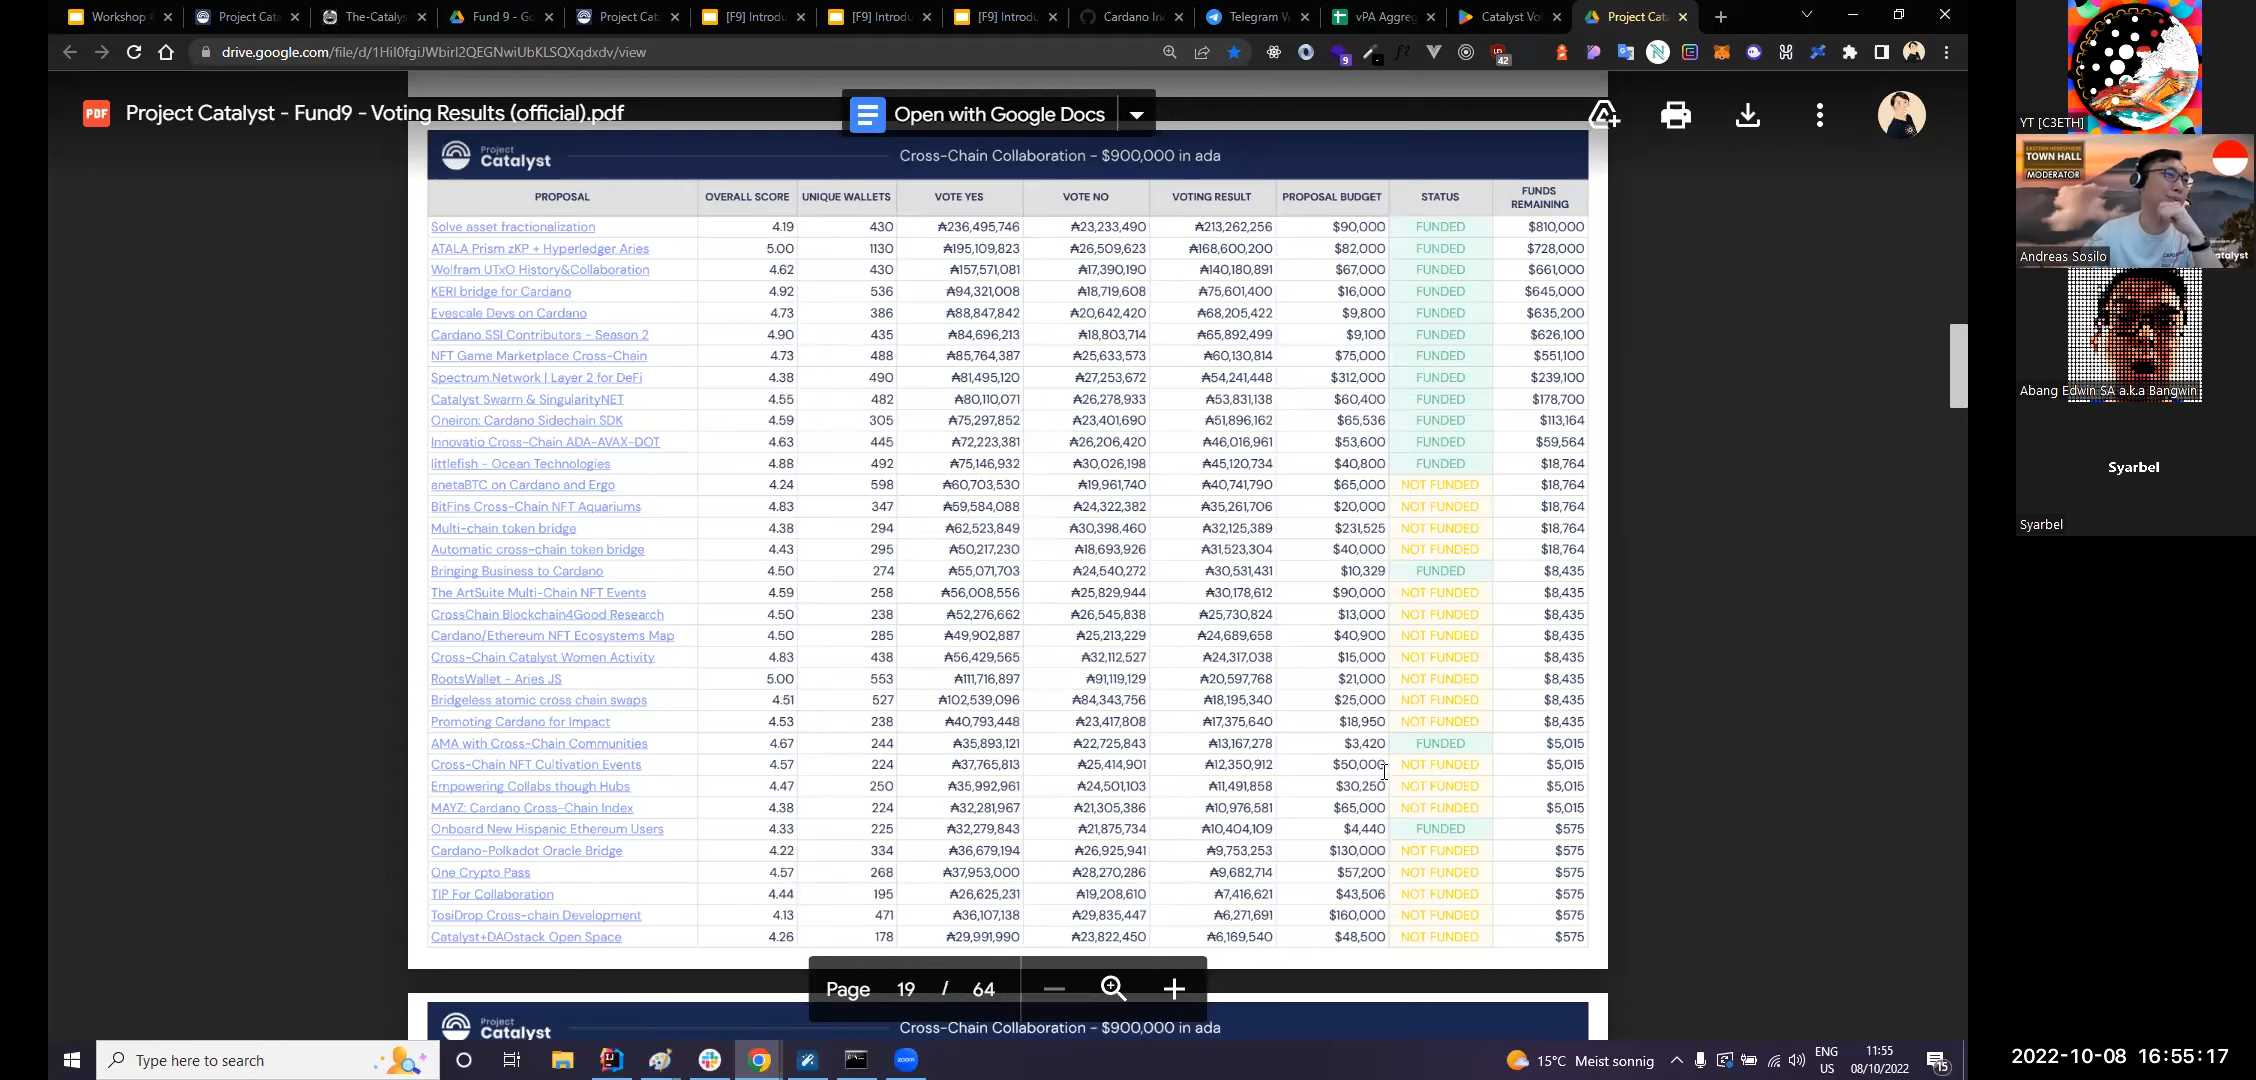 Workshop
Project Cat
The-Catalys
Fund 9 - Go
Project Cat
[F9] Introdu
[F9] Introdu
[F9] Introdu
Cardano Im
Telegram W
vPA Aggreg
Catalyst Vo
Project Cat
drive.google.com/file/d/1HiI0fgiJWbirI2QEGNwiUbKLSQXqdxdv/view
9
42
PDF Project Catalyst - Fund9 - Voting Results (official).pdf
Open with Google Docs
Project Catalyst
Cross-Chain Collaboration - $900,000 in ada
PROPOSAL OVERALL SCORE UNIQUE WALLETS VOTE YES VOTE NO VOTING RESULT PROPOSAL BUDGET STATUS FUNDS REMAINING
Solve asset fractionalization 4.19 430 ₳236,495,746 ₳23,233,490 ₳213,262,256 $90,000 FUNDED $810,000
ATALA Prism zKP + Hyperledger Aries 5.00 1130 ₳195,109,823 ₳26,509,623 ₳168,600,200 $82,000 FUNDED $728,000
Wolfram UTxO History&Collaboration 4.62 430 ₳157,571,081 ₳17,390,190 ₳140,180,891 $67,000 FUNDED $661,000
KERI bridge for Cardano 4.92 536 ₳94,321,008 ₳18,719,608 ₳75,601,400 $16,000 FUNDED $645,000
Evescale Devs on Cardano 4.73 386 ₳88,847,842 ₳20,642,420 ₳68,205,422 $9,800 FUNDED $635,200
Cardano SSI Contributors - Season 2 4.90 435 ₳84,696,213 ₳18,803,714 ₳65,892,499 $9,100 FUNDED $626,100
NFT Game Marketplace Cross-Chain 4.73 488 ₳85,764,387 ₳25,633,573 ₳60,130,814 $75,000 FUNDED $551,100
Spectrum.Network | Layer 2 for DeFi 4.38 490 ₳81,495,120 ₳27,253,672 ₳54,241,448 $312,000 FUNDED $239,100
Catalyst Swarm & SingularityNET 4.55 482 ₳80,110,071 ₳26,278,933 ₳53,831,138 $60,400 FUNDED $178,700
Oneiron: Cardano Sidechain SDK 4.59 305 ₳75,297,852 ₳23,401,690 ₳51,896,162 $65,536 FUNDED $113,164
Innovatio Cross-Chain ADA-AVAX-DOT 4.63 445 ₳72,223,381 ₳26,206,420 ₳46,016,961 $53,600 FUNDED $59,564
littlefish - Ocean Technologies 4.88 492 ₳75,146,932 ₳30,026,198 ₳45,120,734 $40,800 FUNDED $18,764
anetaBTC on Cardano and Ergo 4.24 598 ₳60,703,530 ₳19,961,740 ₳40,741,790 $65,000 NOT FUNDED $18,764
BitFins Cross-Chain NFT Aquariums 4.83 347 ₳59,584,088 ₳24,322,382 ₳35,261,706 $20,000 NOT FUNDED $18,764
Multi-chain token bridge 4.38 294 ₳62,523,849 ₳30,398,460 ₳32,125,389 $231,525 NOT FUNDED $18,764
Automatic cross-chain token bridge 4.43 295 ₳50,217,230 ₳18,693,926 ₳31,523,304 $40,000 NOT FUNDED $18,764
Bringing Business to Cardano 4.50 274 ₳55,071,703 ₳24,540,272 ₳30,531,431 $10,329 FUNDED $8,435
The ArtSuite Multi-Chain NFT Events 4.59 258 ₳56,008,556 ₳25,829,944 ₳30,178,612 $90,000 NOT FUNDED $8,435
CrossChain Blockchain4Good Research 4.50 238 ₳52,276,662 ₳26,545,838 ₳25,730,824 $13,000 NOT FUNDED $8,435
Cardano/Ethereum NFT Ecosystems Map 4.50 285 ₳49,902,887 ₳25,213,229 ₳24,689,658 $40,900 NOT FUNDED $8,435
Cross-Chain Catalyst Women Activity 4.83 438 ₳56,429,565 ₳32,112,527 ₳24,317,038 $15,000 NOT FUNDED $8,435
RootsWallet - Aries JS 5.00 553 ₳111,716,897 ₳91,119,129 ₳20,597,768 $21,000 NOT FUNDED $8,435
Bridgeless atomic cross chain swaps 4.51 527 ₳102,539,096 ₳84,343,756 ₳18,195,340 $25,000 NOT FUNDED $8,435
Promoting Cardano for Impact 4.53 238 ₳40,793,448 ₳23,417,808 ₳17,375,640 $18,950 NOT FUNDED $8,435
AMA with Cross-Chain Communities 4.67 244 ₳35,893,121 ₳22,725,843 ₳13,167,278 $3,420 FUNDED $5,015
Cross-Chain NFT Cultivation Events 4.57 224 ₳37,765,813 ₳25,414,901 ₳12,350,912 $50,000 NOT FUNDED $5,015
Empowering Collabs though Hubs 4.47 250 ₳35,992,961 ₳24,501,103 ₳11,491,858 $30,250 NOT FUNDED $5,015
MAYZ: Cardano Cross-Chain Index 4.38 224 ₳32,281,967 ₳21,305,386 ₳10,976,581 $65,000 NOT FUNDED $5,015
Onboard New Hispanic Ethereum Users 4.33 225 ₳32,279,843 ₳21,875,734 ₳10,404,109 $4,440 FUNDED $575
Cardano-Polkadot Oracle Bridge 4.22 334 ₳36,679,194 ₳26,925,941 ₳9,753,253 $130,000 NOT FUNDED $575
One Crypto Pass 4.57 268 ₳37,953,000 ₳28,270,286 ₳9,682,714 $57,200 NOT FUNDED $575
TIP For Collaboration 4.44 195 ₳26,625,231 ₳19,208,610 ₳7,416,621 $43,506 NOT FUNDED $575
TosiDrop Cross-chain Development 4.13 471 ₳36,107,138 ₳29,835,447 ₳6,271,691 $160,000 NOT FUNDED $575
Catalyst+DAOstack Open Space 4.26 178 ₳29,991,990 ₳23,822,450 ₳6,169,540 $48,500 NOT FUNDED $575
Page 19 / 64
Project Catalyst
Cross-Chain Collaboration - $900,000 in ada
Type here to search
15°C Meist sonnig
ENG
US
11:55
08/10/2022
15
YT [C3ETH]
EASTERN HEMISPHERE
TOWN HALL
MODERATOR
Catalyst
Andreas Sosilo
Abang Edwin SA a.k.a Bangwin
Syarbel
Syarbel
2022-10-08 16:55:17